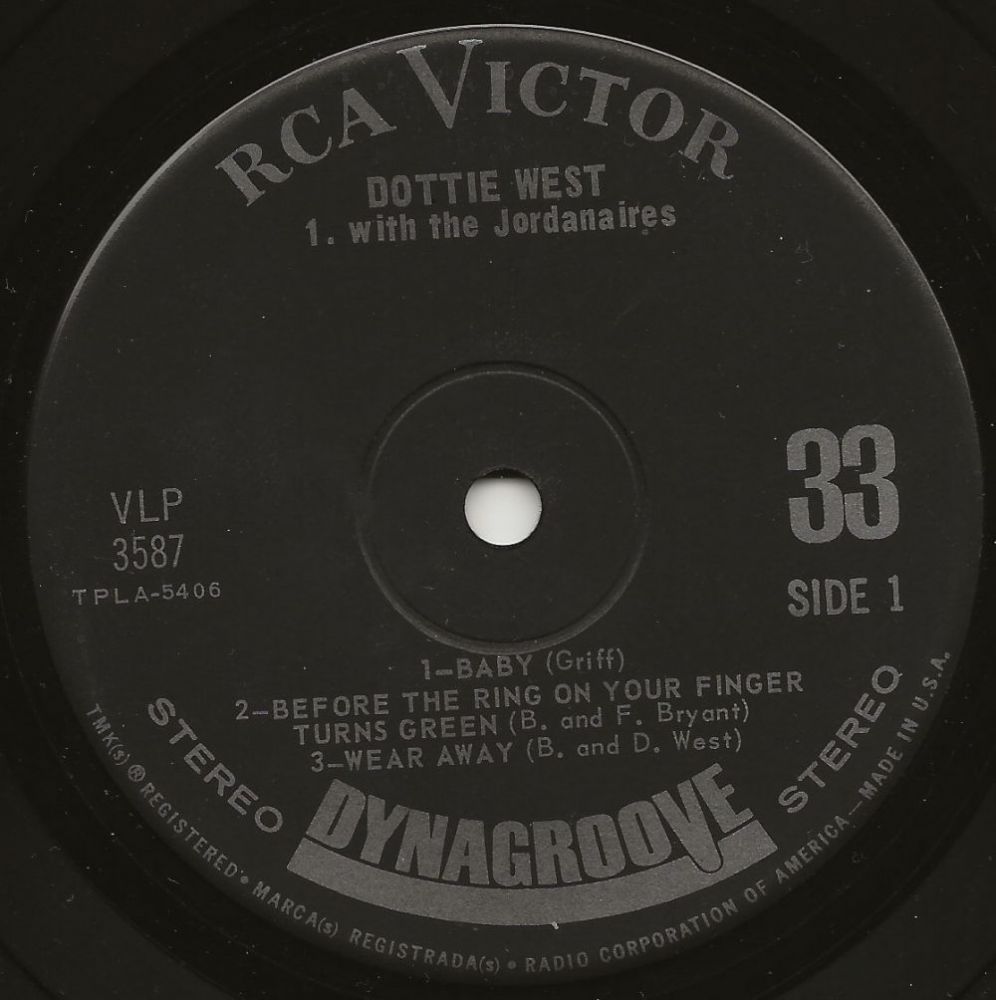 RCA VICTOR
DOTTIE WEST
1. with the Jordanaires
33
VLP
3587
TPLA-5406
SIDE 1
1—BABY (Griff)
2—BEFORE THE RING ON YOUR FINGER
TURNS GREEN (B. and F. Bryant)
3—WEAR AWAY (B. and D. West)
STEREO
STEREO
DYNAGROOVE
TMK(s) ® REGISTERED • MARCA(s) REGISTRADA(s) • RADIO CORPORATION OF AMERICA—MADE IN U.S.A.